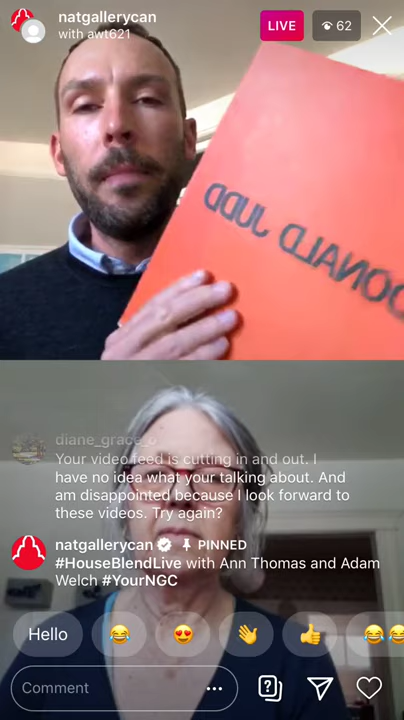 natgallerycan
with awt621
LIVE
62
DONALD JUDD
diane_grace_o
Your video feed is cutting in and out. I
have no idea what your talking about. And
am disappointed because I look forward to
these videos. Try again?
natgallerycan PINNED
#HouseBlendLive with Ann Thomas and Adam
Welch #YourNGC
Hello
Comment